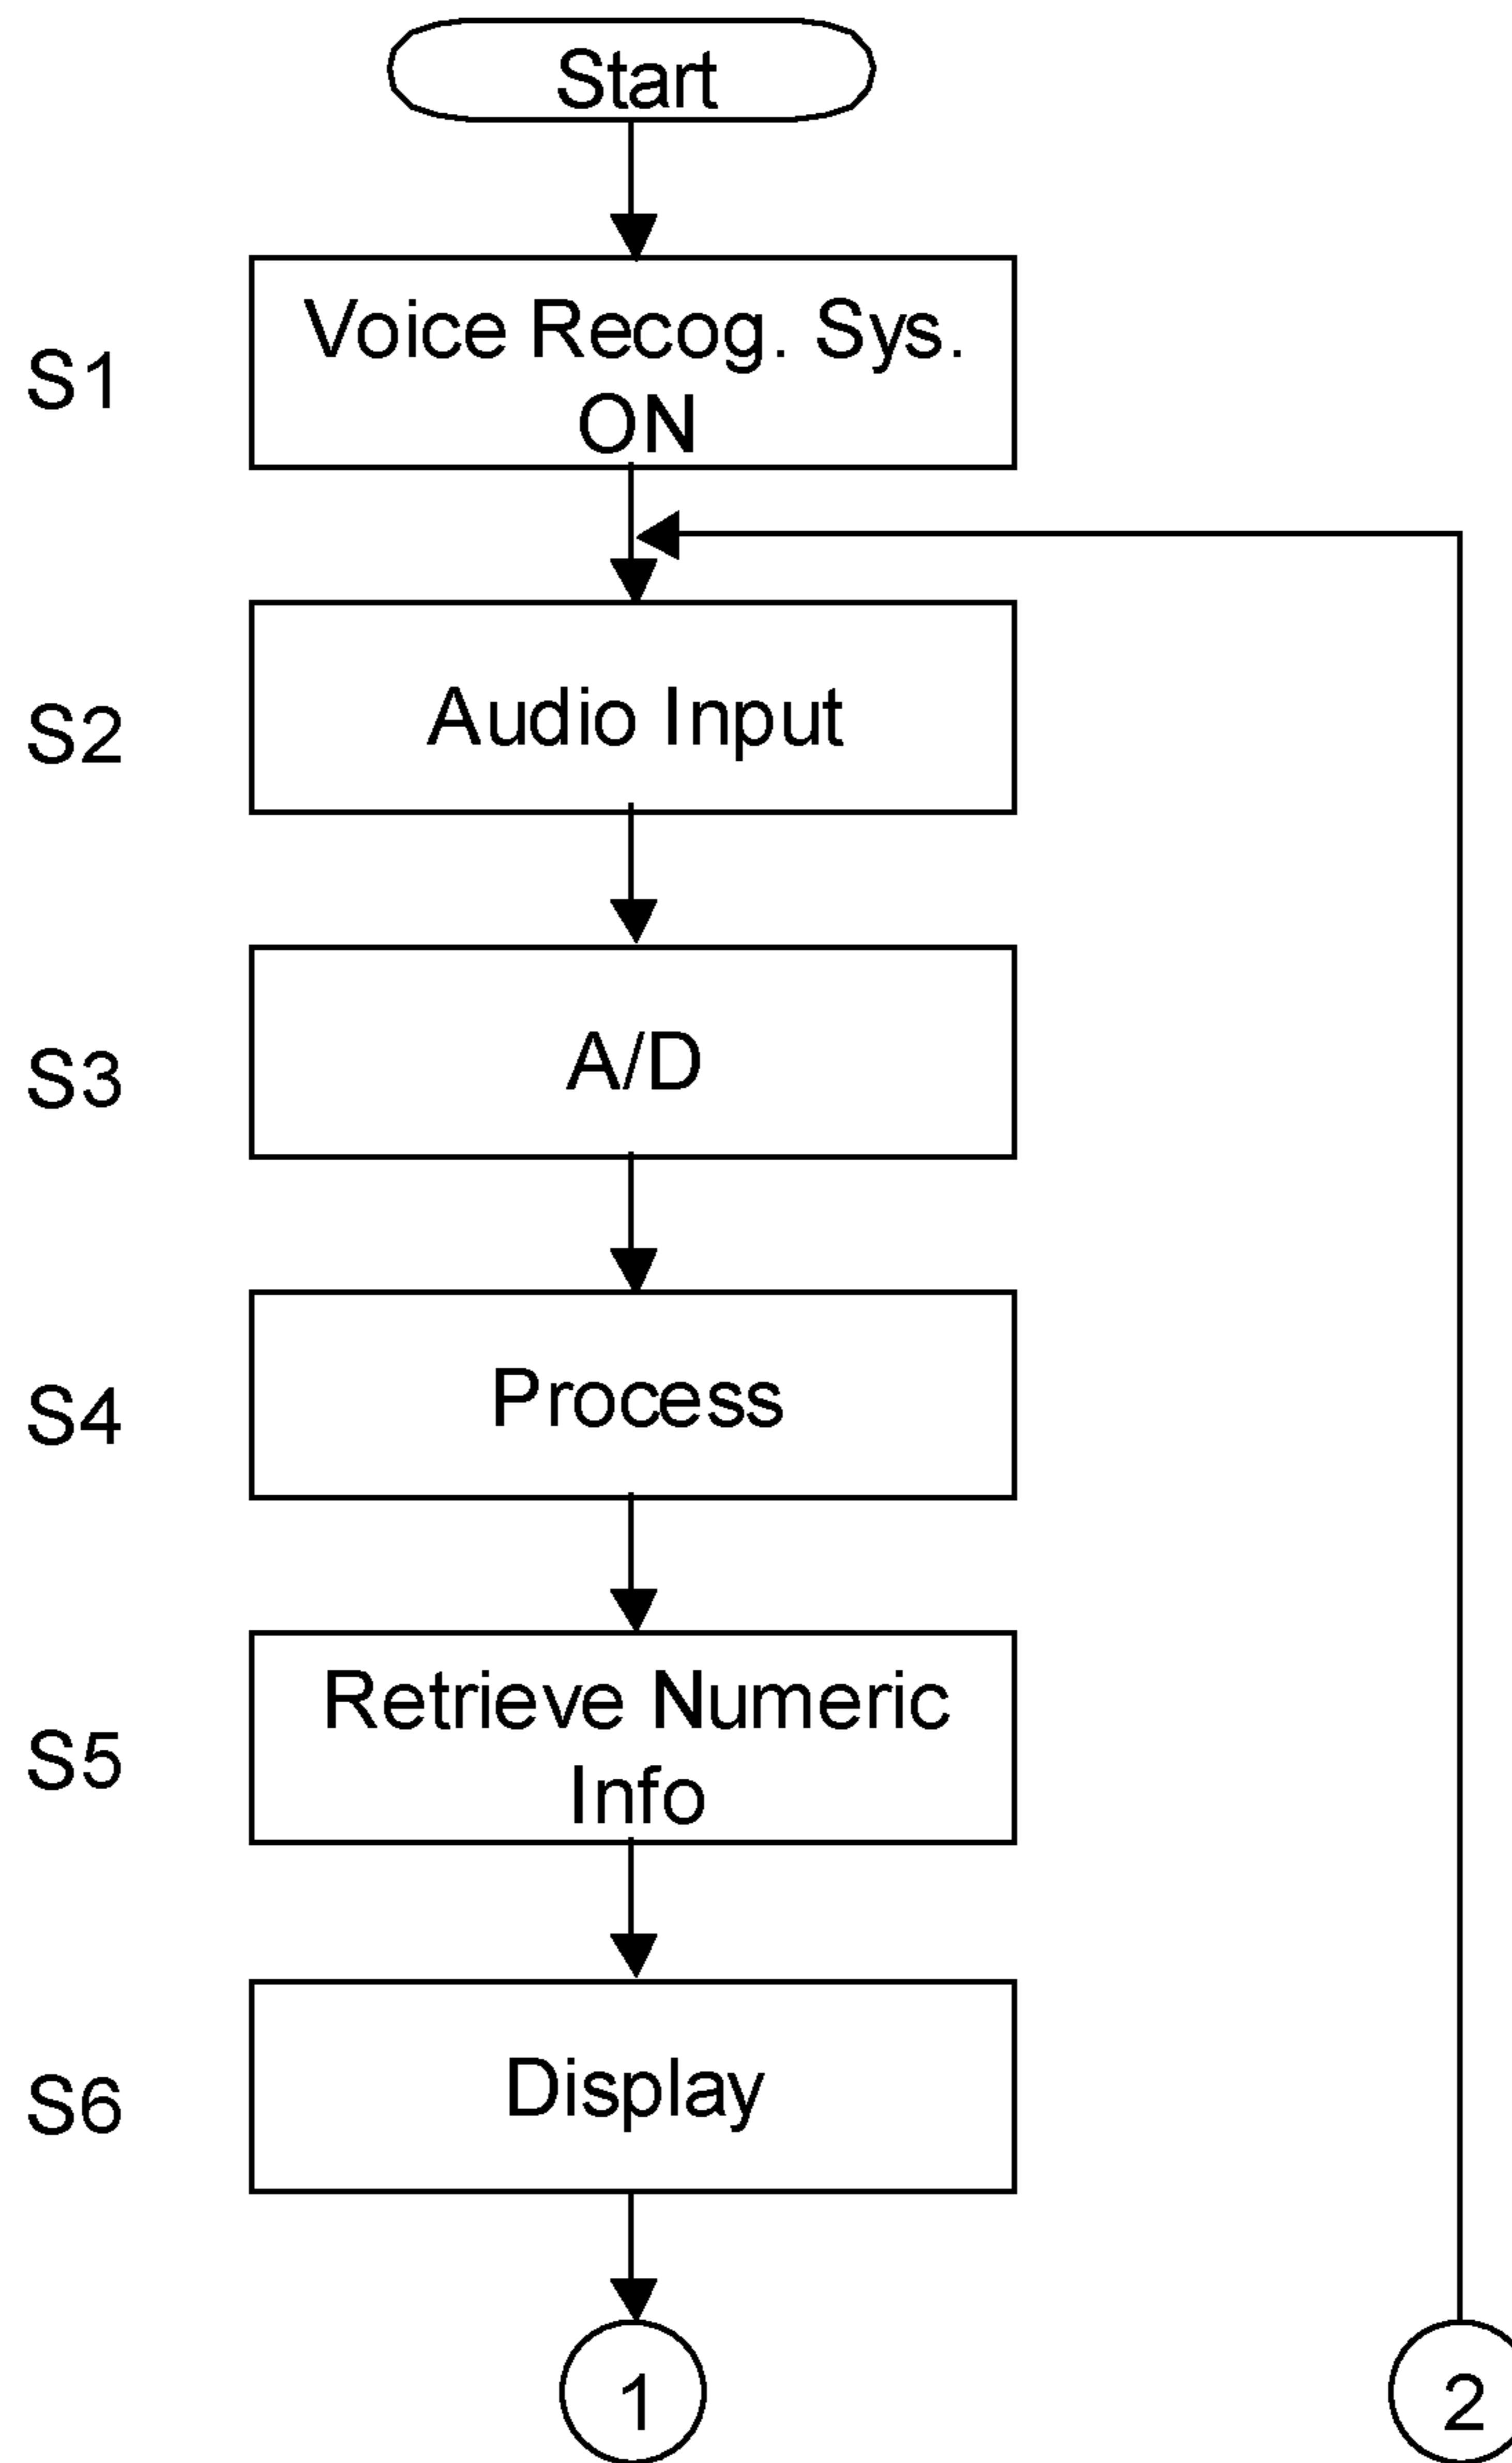 Start
Voice Recog. Sys.
ON
S1
Audio Input
S2
A/D
S3
Process
S4
Retrieve Numeric
Info
S5
Display
S6
1
2